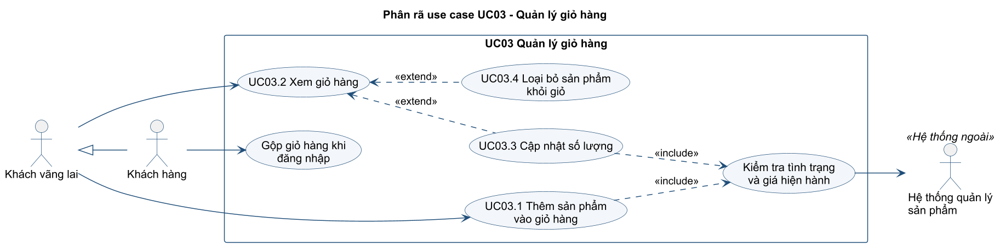 Phân rã use case UC03 - Quản lý giỏ hàng
UC03 Quản lý giỏ hàng
UC03.2 Xem giỏ hàng
«extend»
UC03.4 Loại bỏ sản phẩm
khỏi giỏ
«extend»
Khách vãng lai
Khách hàng
Gộp giỏ hàng khi
đăng nhập
UC03.3 Cập nhật số lượng
«include»
«include»
UC03.1 Thêm sản phẩm
vào giỏ hàng
Kiểm tra tình trạng
và giá hiện hành
«Hệ thống ngoài»
Hệ thống quản lý
sản phẩm